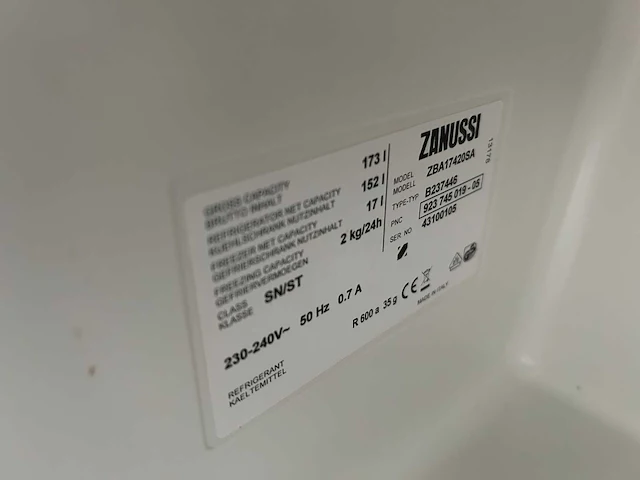 GROSS CAPACITY 173 l
BRUTTO INHALT
REFRIGERATOR NET CAPACITY 152 l
KUEHLSCHRANK NUTZINHALT
FREEZER NET CAPACITY 17 l
GEFRIERSCHRANK NUTZINHALT
FREEZING CAPACITY 2 kg/24h
GEFRIERVERMOEGEN
CLASS SN/ST
KLASSE
230-240V~ 50 Hz 0.7 A
REFRIGERANT R 600 a 35 g
KAELTEMITTEL
ZANUSSI
13178
MODEL ZBA17420SA
MODELL
TYPE-TYP B237446
PNC 923 745 019 - 05
SER NO 43100105
CE
MADE IN ITALY